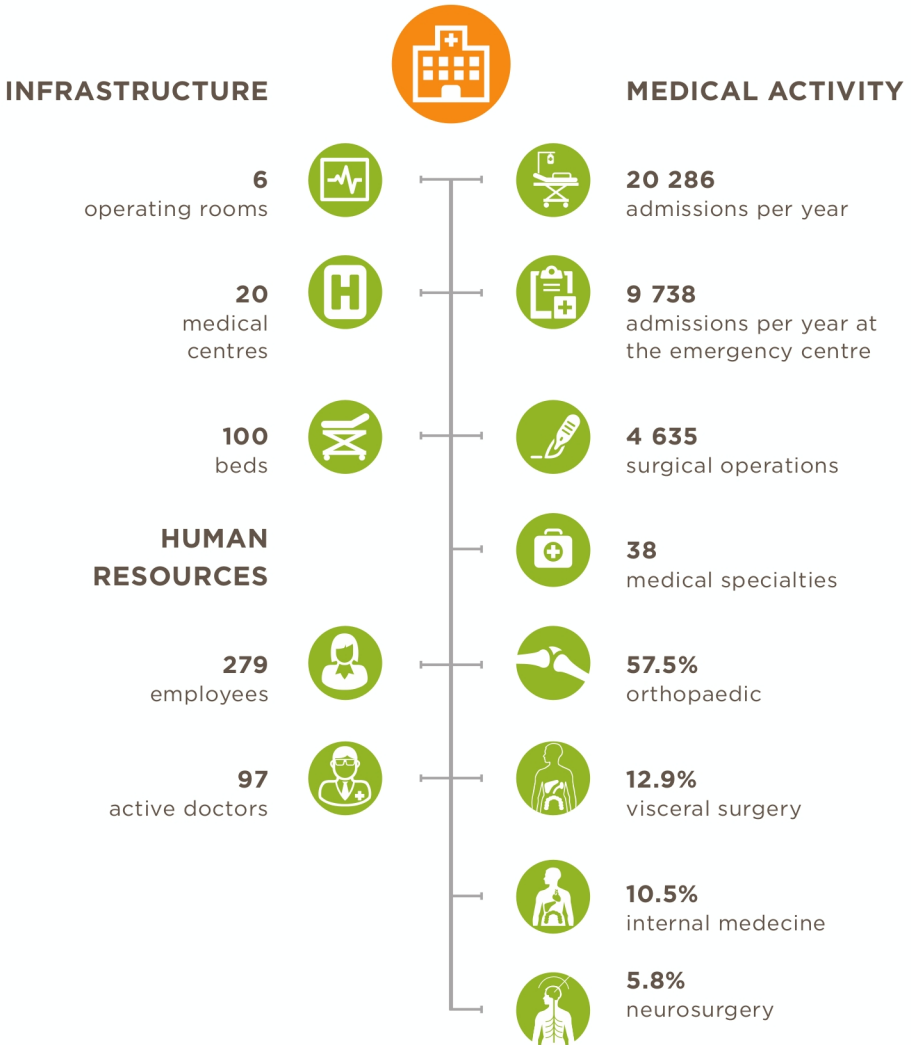 INFRASTRUCTURE
6
operating rooms
20
medical
centres
100
beds
HUMAN
RESOURCES
279
employees
97
active doctors
MEDICAL ACTIVITY
20 286
admissions per year
9 738
admissions per year at
the emergency centre
4 635
surgical operations
38
medical specialties
57.5%
orthopaedic
12.9%
visceral surgery
10.5%
internal medecine
5.8%
neurosurgery